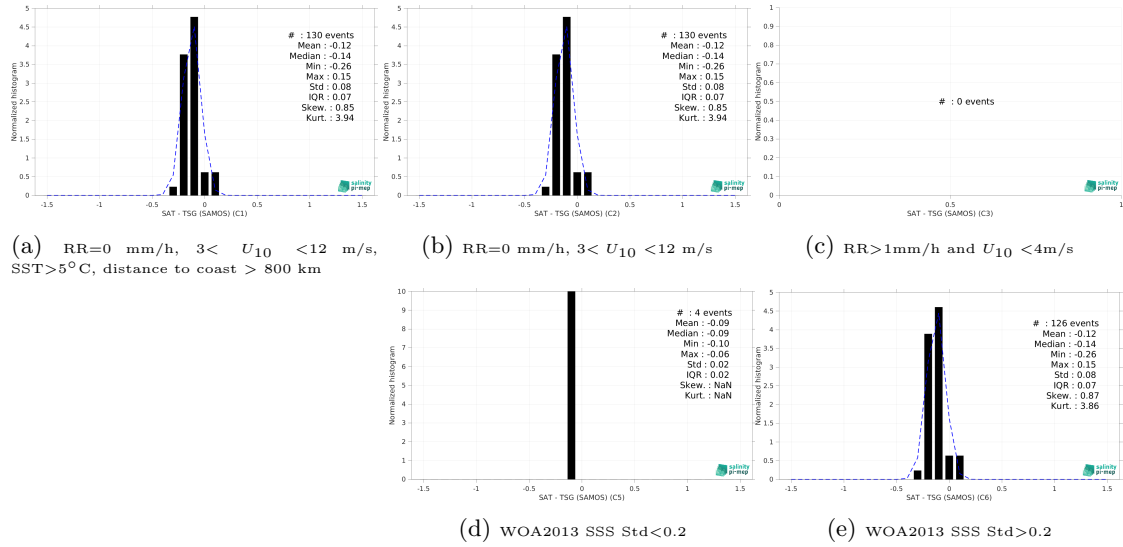 5
4.5
4
3.5
3
2.5
2
1.5
1
0.5
0
Normalized histogram
# : 130 events
Mean : -0.12
Median : -0.14
Min : -0.26
Max : 0.15
Std : 0.08
IQR : 0.07
Skew. : 0.85
Kurt. : 3.94
salinity
pi-mep
-1.5 -1 -0.5 0 0.5 1 1.5
SAT - TSG (SAMOS) (C1)
(a) RR=0 mm/h, 3< U10 <12 m/s,
SST>5°C, distance to coast > 800 km
5
4.5
4
3.5
3
2.5
2
1.5
1
0.5
0
Normalized histogram
# : 130 events
Mean : -0.12
Median : -0.14
Min : -0.26
Max : 0.15
Std : 0.08
IQR : 0.07
Skew. : 0.85
Kurt. : 3.94
salinity
pi-mep
-1.5 -1 -0.5 0 0.5 1 1.5
SAT - TSG (SAMOS) (C2)
(b) RR=0 mm/h, 3< U10 <12 m/s
1
0.9
0.8
0.7
0.6
0.5
0.4
0.3
0.2
0.1
0
Normalized histogram
# : 0 events
salinity
pi-mep
0 0.5 1
SAT - TSG (SAMOS) (C3)
(c) RR>1mm/h and U10 <4m/s
10
9
8
7
6
5
4
3
2
1
0
Normalized histogram
# : 4 events
Mean : -0.09
Median : -0.09
Min : -0.10
Max : -0.06
Std : 0.02
IQR : 0.02
Skew. : NaN
Kurt. : NaN
salinity
pi-mep
-1.5 -1 -0.5 0 0.5 1 1.5
SAT - TSG (SAMOS) (C5)
(d) WOA2013 SSS Std<0.2
5
4.5
4
3.5
3
2.5
2
1.5
1
0.5
0
Normalized histogram
# : 126 events
Mean : -0.12
Median : -0.14
Min : -0.26
Max : 0.15
Std : 0.08
IQR : 0.07
Skew. : 0.87
Kurt. : 3.86
salinity
pi-mep
-1.5 -1 -0.5 0 0.5 1 1.5
SAT - TSG (SAMOS) (C6)
(e) WOA2013 SSS Std>0.2